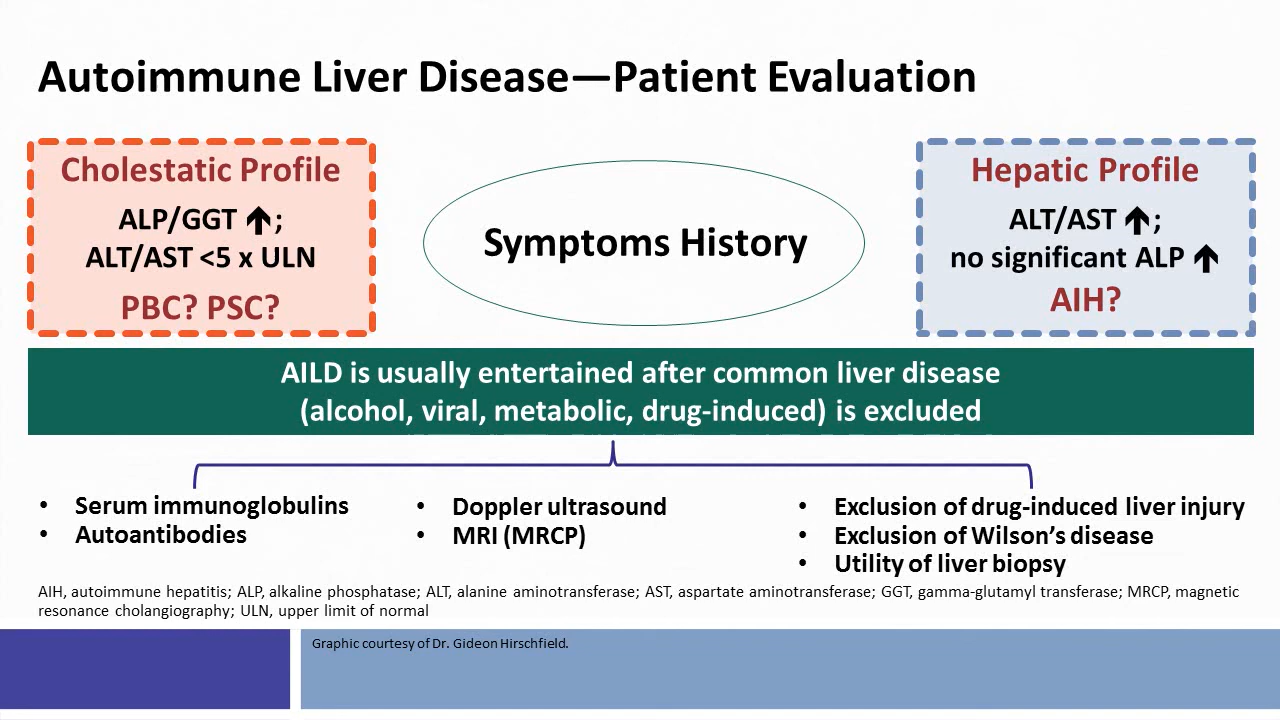 Autoimmune Liver Disease—Patient Evaluation
Cholestatic Profile
ALP/GGT 🡹;
ALT/AST <5 x ULN
PBC? PSC?
Symptoms History
Hepatic Profile
ALT/AST 🡹;
no significant ALP 🡹
AIH?
AILD is usually entertained after common liver disease
(alcohol, viral, metabolic, drug-induced) is excluded
• Serum immunoglobulins
• Autoantibodies
• Doppler ultrasound
• MRI (MRCP)
• Exclusion of drug-induced liver injury
• Exclusion of Wilson’s disease
• Utility of liver biopsy
AIH, autoimmune hepatitis; ALP, alkaline phosphatase; ALT, alanine aminotransferase; AST, aspartate aminotransferase; GGT, gamma-glutamyl transferase; MRCP, magnetic
resonance cholangiography; ULN, upper limit of normal
Graphic courtesy of Dr. Gideon Hirschfield.